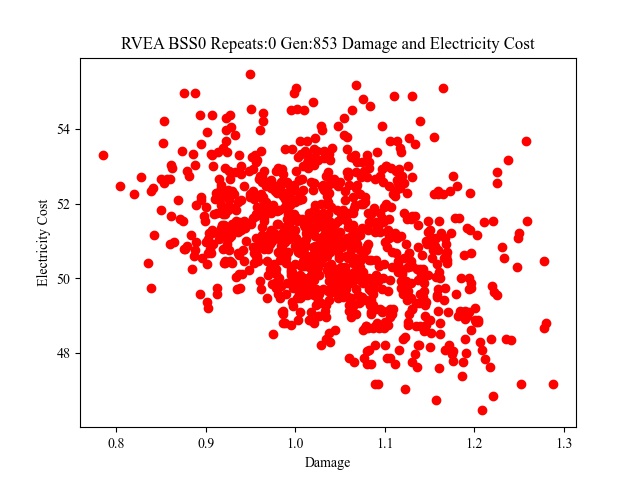 RVEA BSS0 Repeats:0 Gen:853 Damage and Electricity Cost
Electricity Cost
54
52
50
48
0.8 0.9 1.0 1.1 1.2 1.3
Damage